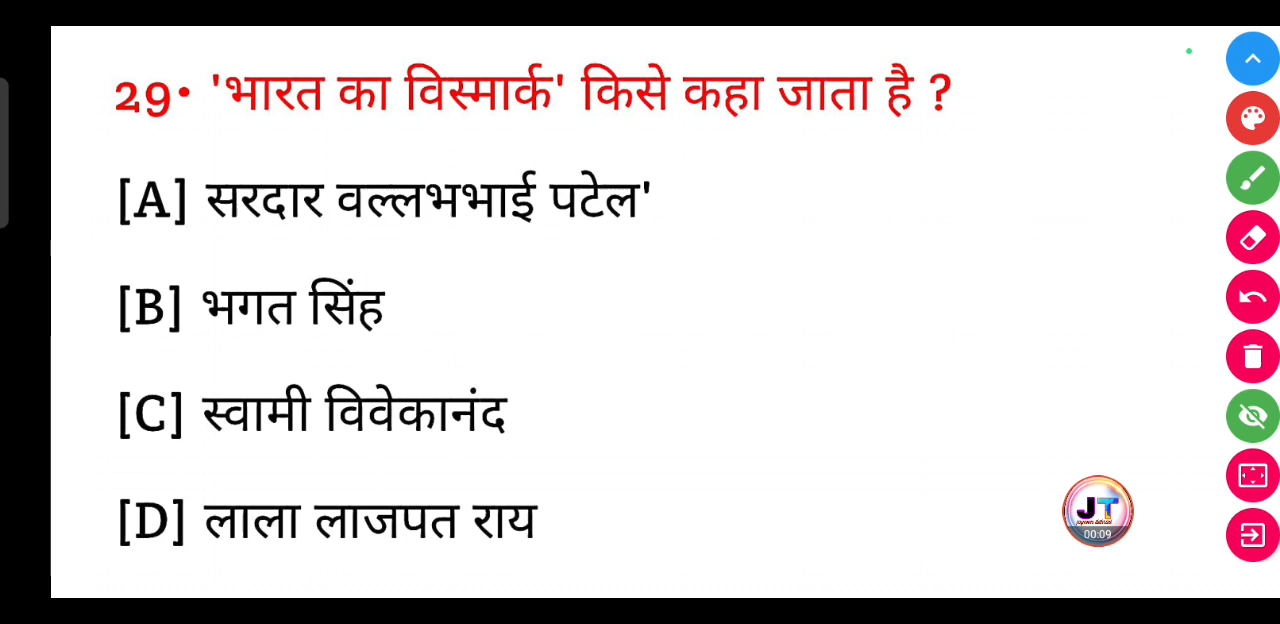 29• 'भारत का विस्मार्क' किसे कहा जाता है ?
[A] सरदार वल्लभभाई पटेल'
[B] भगत सिंह
[C] स्वामी विवेकानंद
[D] लाला लाजपत राय
JT
00:09